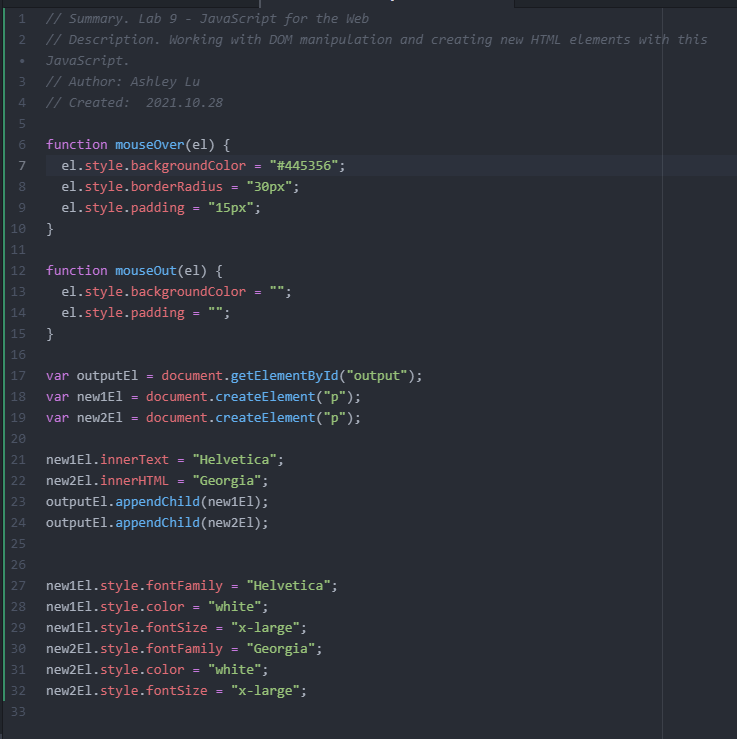 1 // Summary. Lab 9 - JavaScript for the Web
2 // Description. Working with DOM manipulation and creating new HTML elements with this
• JavaScript.
3 // Author: Ashley Lu
4 // Created:  2021.10.28
5
6 function mouseOver(el) {
7   el.style.backgroundColor = "#445356";
8   el.style.borderRadius = "30px";
9   el.style.padding = "15px";
10 }
11
12 function mouseOut(el) {
13   el.style.backgroundColor = "";
14   el.style.padding = "";
15 }
16
17 var outputEl = document.getElementById("output");
18 var new1El = document.createElement("p");
19 var new2El = document.createElement("p");
20
21 new1El.innerText = "Helvetica";
22 new2El.innerHTML = "Georgia";
23 outputEl.appendChild(new1El);
24 outputEl.appendChild(new2El);
25
26
27 new1El.style.fontFamily = "Helvetica";
28 new1El.style.color = "white";
29 new1El.style.fontSize = "x-large";
30 new2El.style.fontFamily = "Georgia";
31 new2El.style.color = "white";
32 new2El.style.fontSize = "x-large";
33